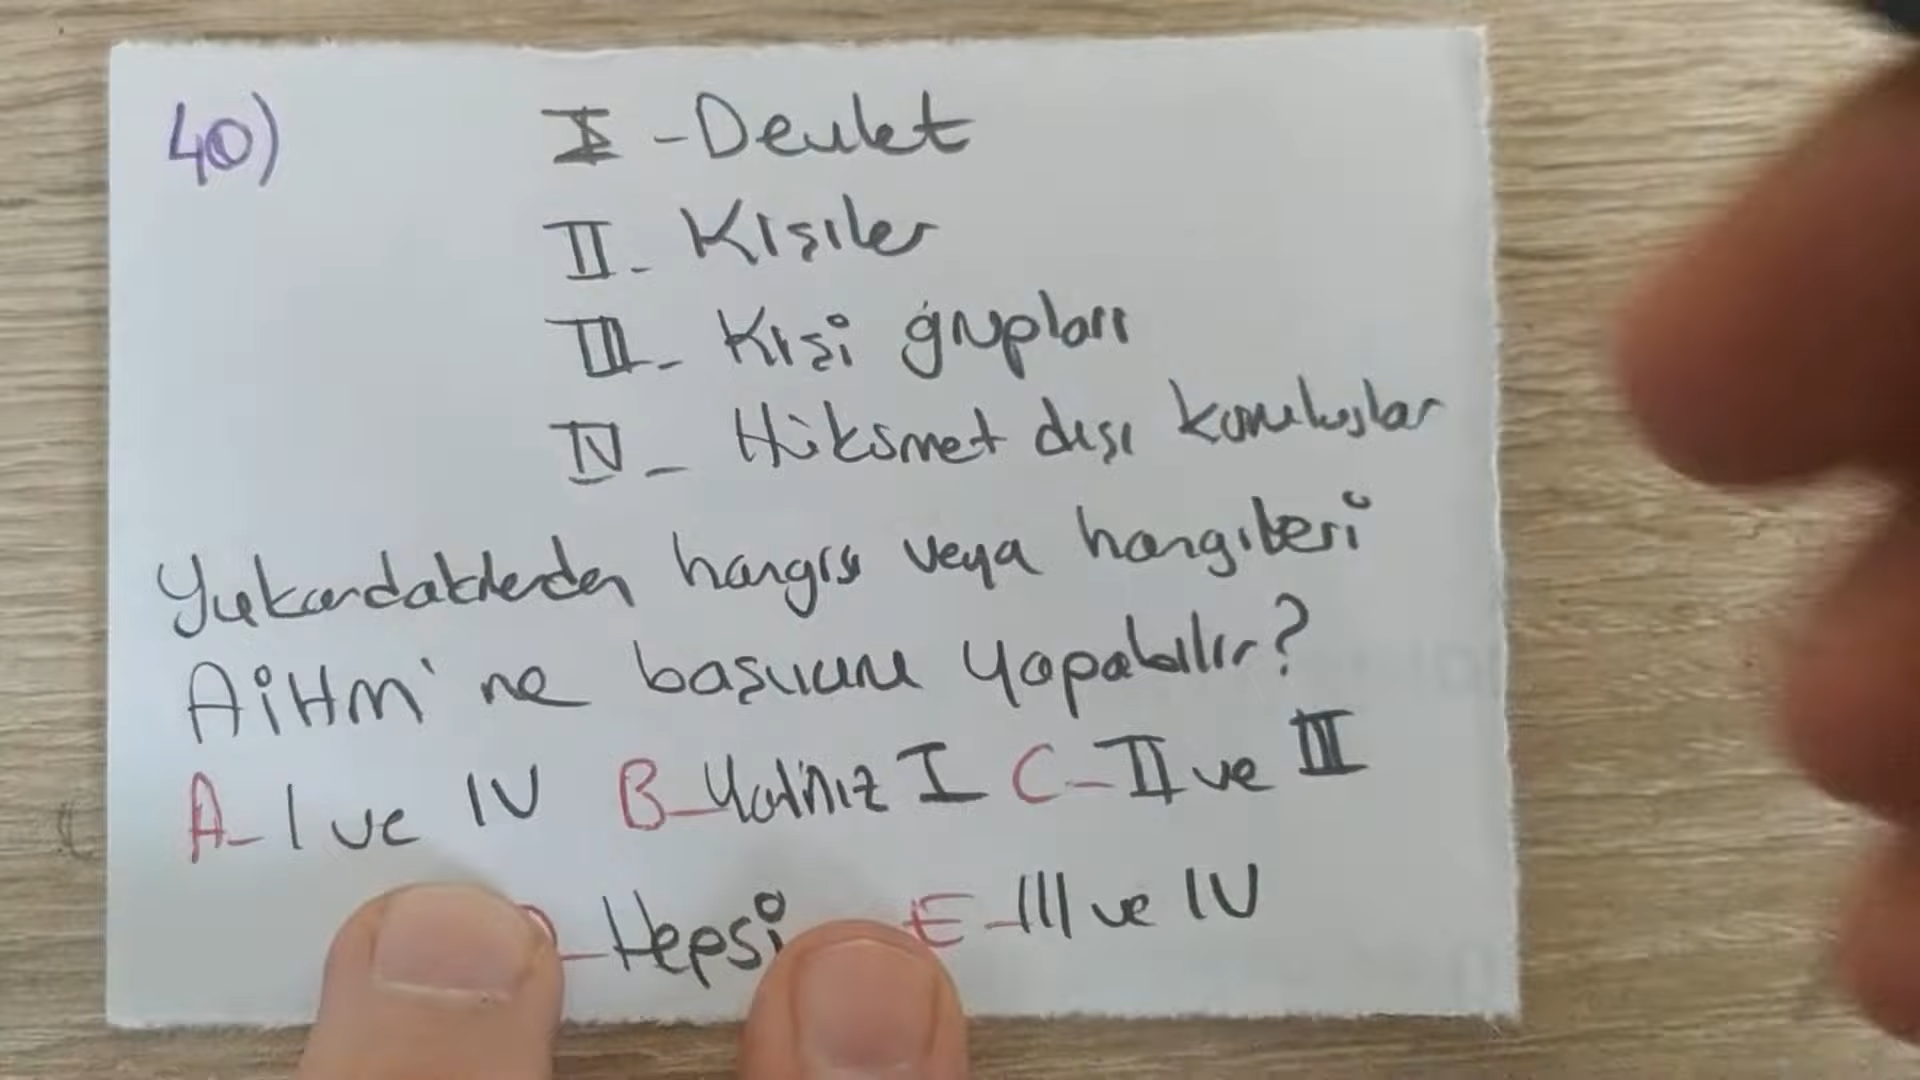 40) I - Devlet
II - Kişiler
III - Kişi grupları
IV - Hükümet dışı kuruluşlar
Yukarıdakilerden hangisi veya hangileri
AİHM' ne başvuru yapabilir?
A - I ve IV B - Yalnız I C - II ve III
D - Hepsi E - III ve IV